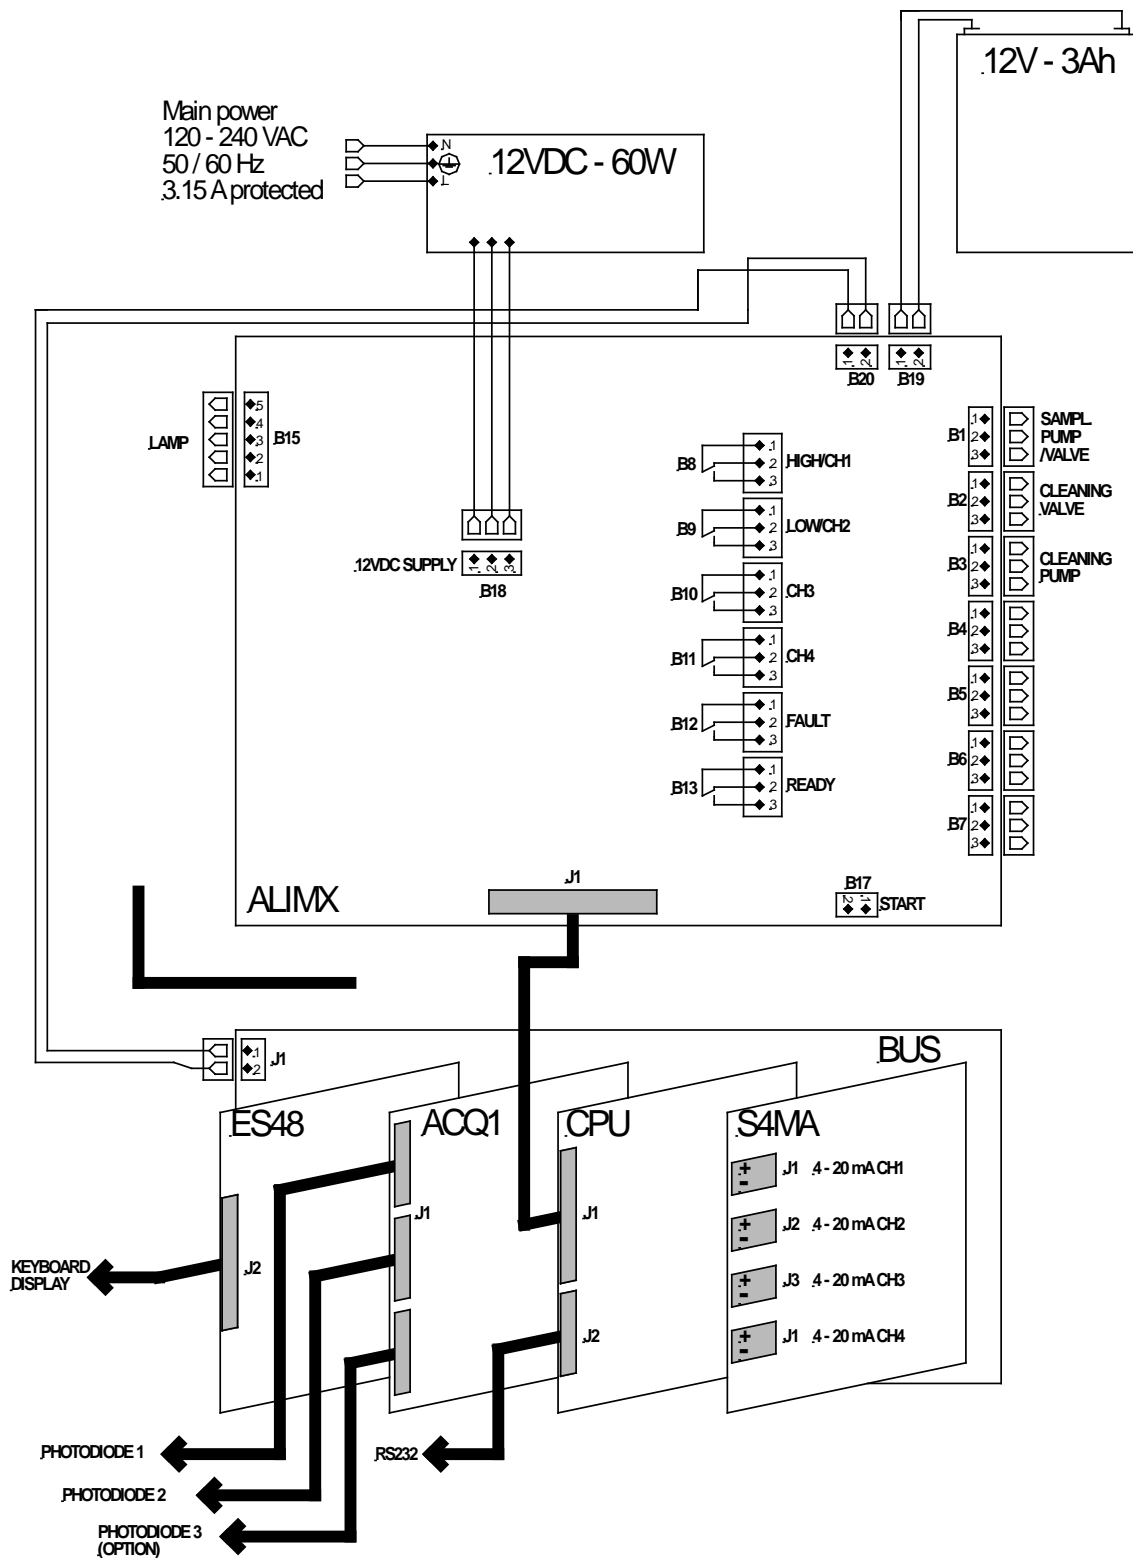 12V - 3Ah
Main power
120 - 240 VAC
50 / 60 Hz
3.15 A protected
N
L
12VDC - 60W
1 2
B20
1 2
B19
LAMP
5
4
3
2
1
B15
12VDC SUPPLY
1 2 3
B18
B8
1
2
3
HIGH/CH1
B9
1
2
3
LOW/CH2
B10
1
2
3
CH3
B11
1
2
3
CH4
B12
1
2
3
FAULT
B13
1
2
3
READY
B1
1
2
3
SAMPL.
PUMP
/VALVE
B2
1
2
3
CLEANING
VALVE
B3
1
2
3
CLEANING
PUMP
B4
1
2
3
B5
1
2
3
B6
1
2
3
B7
1
2
3
ALIMX
J1
B17
2 1
START
1
2
J1
BUS
ES48
ACQ1
CPU
S4MA
J1 4 - 20 mA CH1
+
-
J2 4 - 20 mA CH2
+
-
J3 4 - 20 mA CH3
+
-
J1 4 - 20 mA CH4
+
-
J1
J1
J2
J2
KEYBOARD
DISPLAY
PHOTODIODE 1
RS232
PHOTODIODE 2
PHOTODIODE 3
(OPTION)